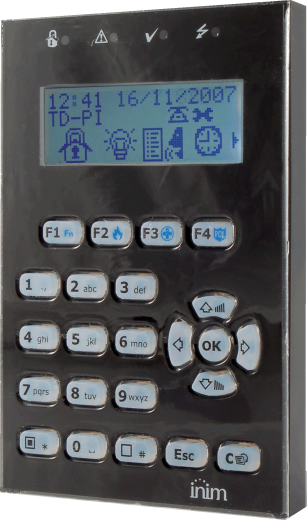 12:41 16/11/2007
TD-PI
F1 Fn F2 F3 F4
1 ., 2 abc 3 def
4 ghi 5 jkl 6 mno OK
7 pqrs 8 tuv 9 wxyz
* 0 # Esc C
inim